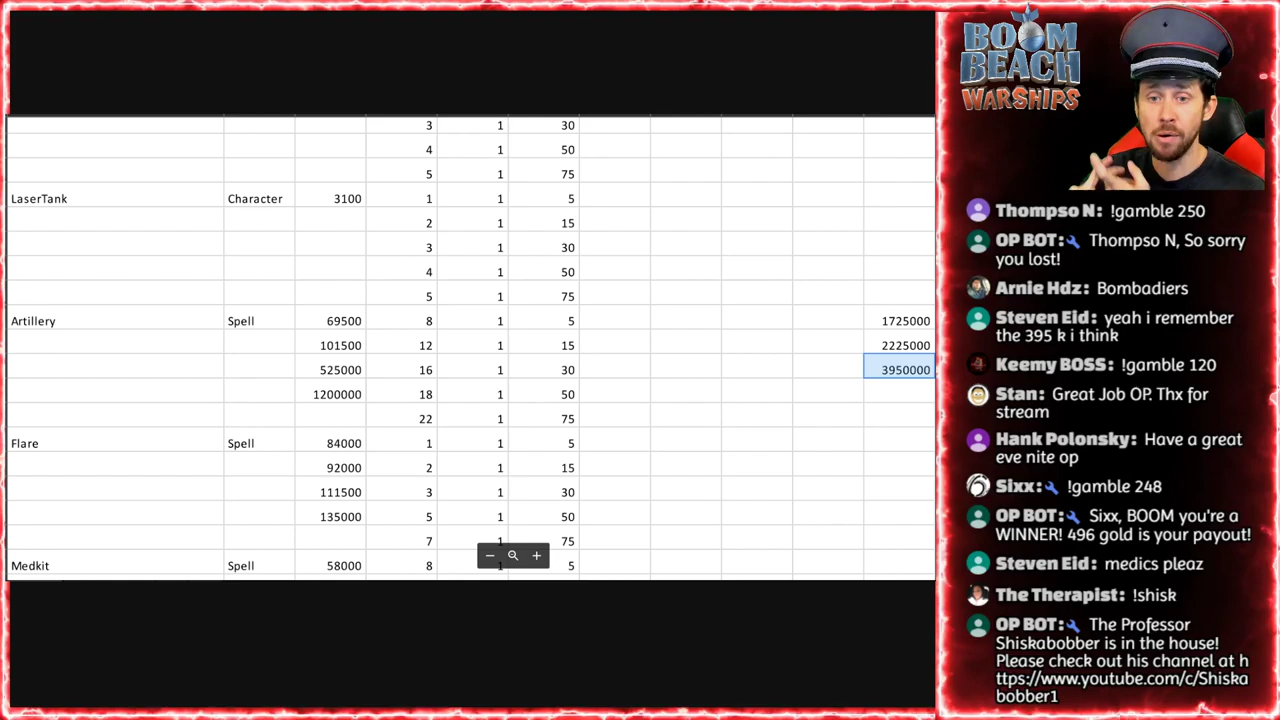 3 1 30
4 1 50
5 1 75
LaserTank Character 3100 1 1 5
2 1 15
3 1 30
4 1 50
5 1 75
Artillery Spell 69500 8 1 5 1725000
101500 12 1 15 2225000
525000 16 1 30 3950000
1200000 18 1 50
22 1 75
Flare Spell 84000 1 1 5
92000 2 1 15
111500 3 1 30
135000 5 1 50
7 1 75
Medkit Spell 58000 8 1 5
BOOM
BEACH
WARSHIPS
Thompso N: !gamble 250
OP BOT: Thompso N, So sorry
you lost!
Arnie Hdz: Bombadiers
Steven Eid: yeah i remember
the 395 k i think
Keemy BOSS: !gamble 120
Stan: Great Job OP. Thx for
stream
Hank Polonsky: Have a great
eve nite op
Sixx: !gamble 248
OP BOT: Sixx, BOOM you're a
WINNER! 496 gold is your payout!
Steven Eid: medics pleaz
The Therapist: !shisk
OP BOT: The Professor
Shiskabobber is in the house!
Please check out his channel at h
ttps://www.youtube.com/c/Shiska
bobber1